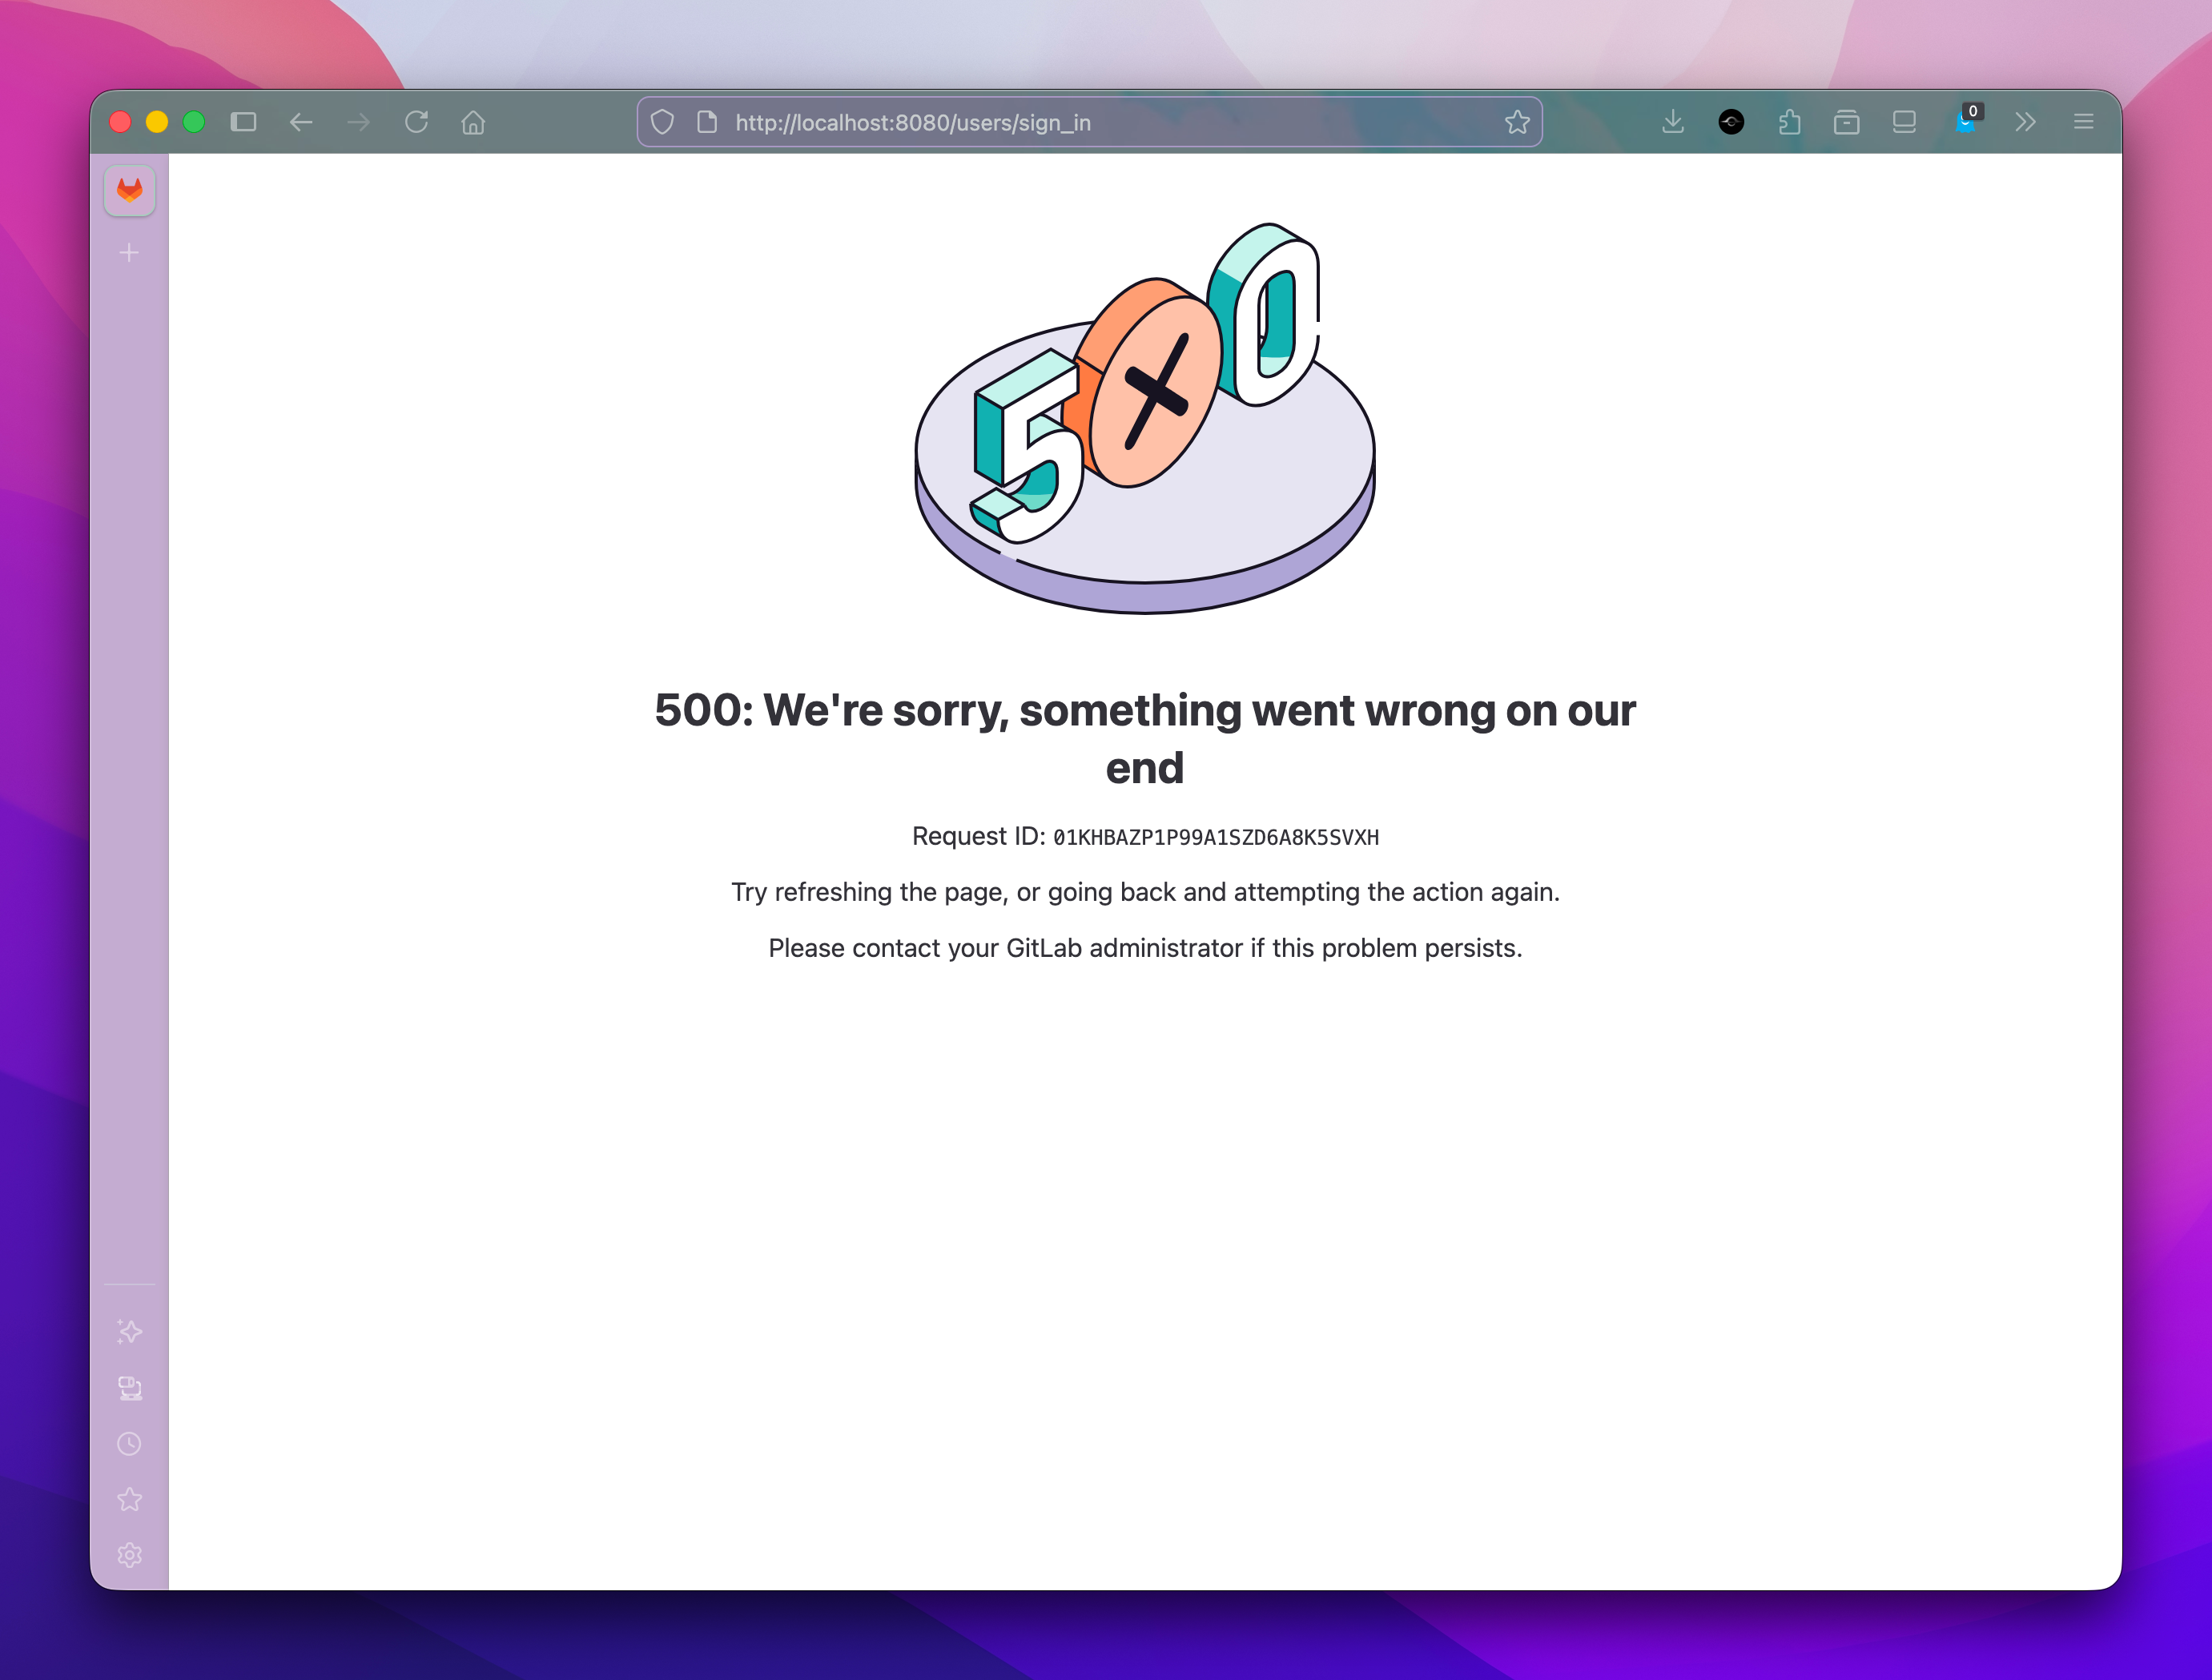 http://localhost:8080/users/sign_in
0
500
500: We're sorry, something went wrong on our
end
Request ID: 01KHBAZP1P99A1SZD6A8K5SVXH
Try refreshing the page, or going back and attempting the action again.
Please contact your GitLab administrator if this problem persists.